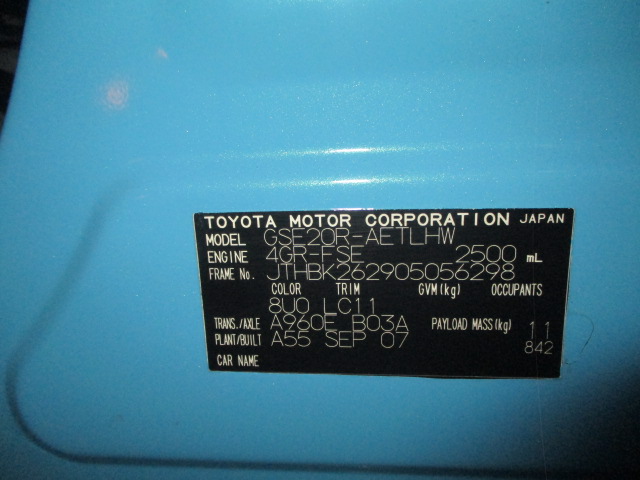 TOYOTA MOTOR CORPORATION JAPAN
MODEL GSE20R-AETLHW
ENGINE 4GR-FSE 2500 mL
FRAME No. JTHBK262905056298
COLOR TRIM GVM(kg) OCCUPANTS
8U0 LC11
TRANS./AXLE A960E B03A PAYLOAD MASS(kg) 11
PLANT/BUILT A55 SEP 07 842
CAR NAME